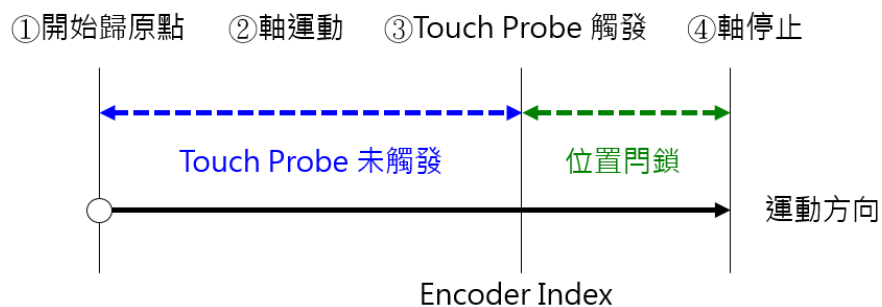 ①開始歸原點 ②軸運動 ③Touch Probe 觸發 ④軸停止
Touch Probe 未觸發 位置閂鎖
運動方向
Encoder Index